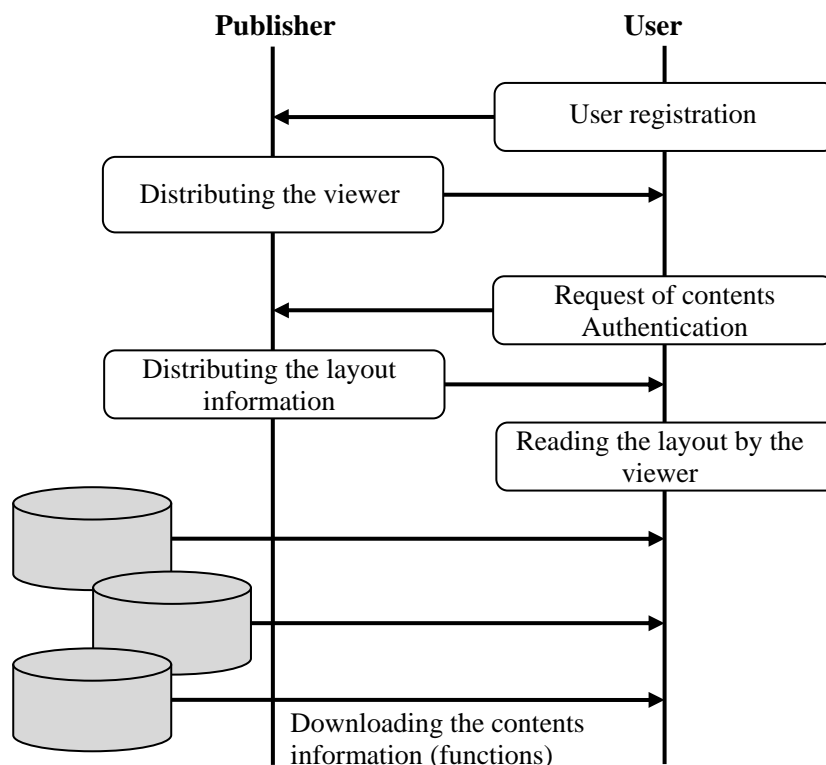 Publisher
User
User registration
Distributing the viewer
Request of contents
Authentication
Distributing the layout
information
Reading the layout by the
viewer
Downloading the contents
information (functions)